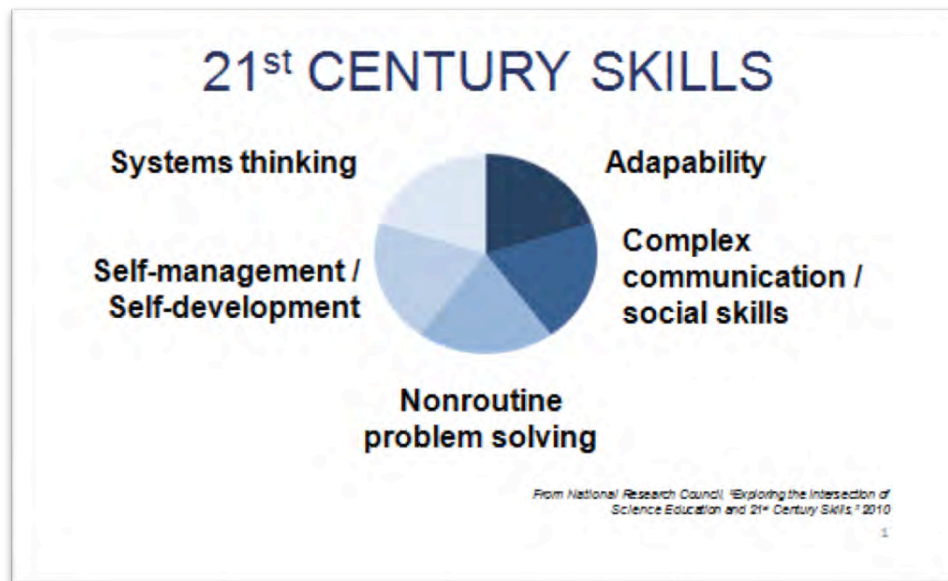 21st CENTURY SKILLS
Systems thinking
Adapability
Complex
communication /
social skills
Self-management /
Self-development
Nonroutine
problem solving
From National Research Council, "Exploring the Intersection of
Science Education and 21st Century Skills," 2010
1